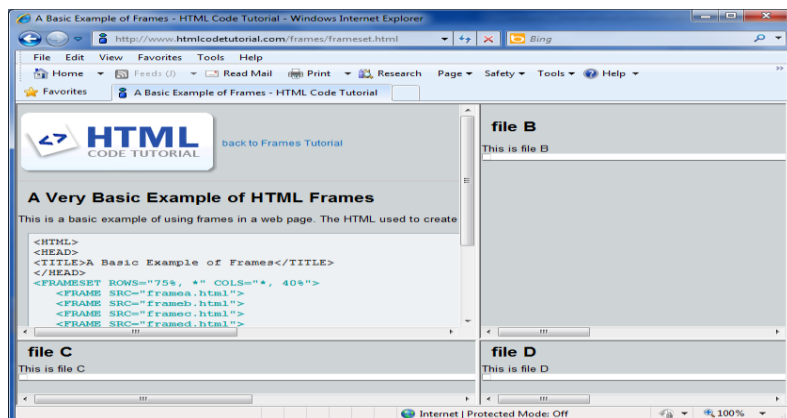 A Basic Example of Frames - HTML Code Tutorial - Windows Internet Explorer
http://www.htmlcodetutorial.com/frames/frameset.html
Bing
File Edit View Favorites Tools Help
Home Feeds (J) Read Mail Print Research Page Safety Tools Help
Favorites A Basic Example of Frames - HTML Code Tutorial
HTML
CODE TUTORIAL
back to Frames Tutorial
A Very Basic Example of HTML Frames
This is a basic example of using frames in a web page. The HTML used to create
<HTML>
<HEAD>
<TITLE>A Basic Example of Frames</TITLE>
</HEAD>
<FRAMESET ROWS="75%, *" COLS="*, 40%">
<FRAME SRC="framea.html">
<FRAME SRC="frameb.html">
<FRAME SRC="framec.html">
<FRAME SRC="framed.html">
file B
This is file B
file C
This is file C
file D
This is file D
Internet | Protected Mode: Off
100%